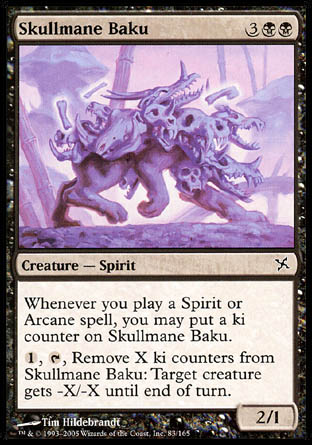 Skullmane Baku 3
Creature — Spirit
Whenever you play a Spirit or
Arcane spell, you may put a ki
counter on Skullmane Baku.
1, , Remove X ki counters from
Skullmane Baku: Target creature
gets -X/-X until end of turn.
Tim Hildebrandt
™ & © 1993–2005 Wizards of the Coast, Inc. 83/165
2/1